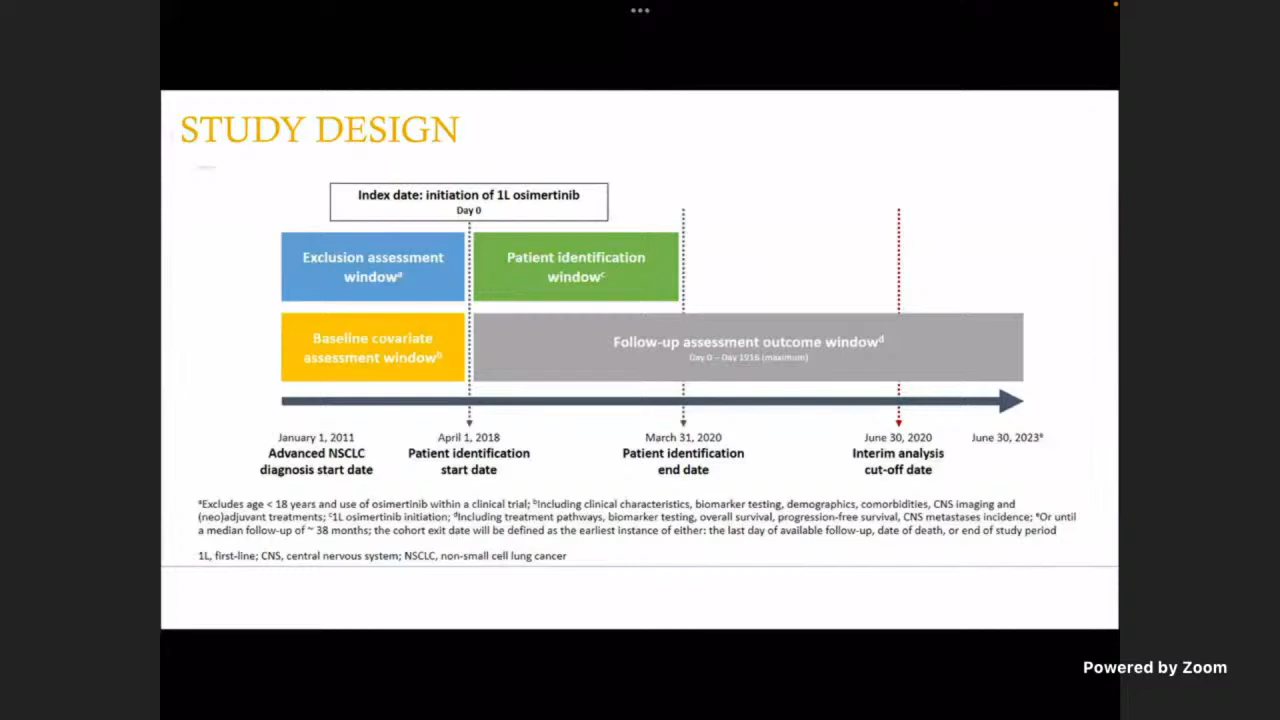 STUDY DESIGN
Index date: initiation of 1L osimertinib
Day 0
Exclusion assessment
windowᵃ
Patient identification
windowᶜ
Baseline covariate
assessment windowᵇ
Follow-up assessment outcome windowᵈ
Day 0 – Day 1916 (maximum)
January 1, 2011
Advanced NSCLC
diagnosis start date
April 1, 2018
Patient identification
start date
March 31, 2020
Patient identification
end date
June 30, 2020
Interim analysis
cut-off date
June 30, 2023ᵉ
ᵃExcludes age < 18 years and use of osimertinib within a clinical trial; ᵇIncluding clinical characteristics, biomarker testing, demographics, comorbidities, CNS imaging and
(neo)adjuvant treatments; ᶜ1L osimertinib initiation; ᵈIncluding treatment pathways, biomarker testing, overall survival, progression-free survival, CNS metastases incidence; ᵉOr until
a median follow-up of ~ 38 months; the cohort exit date will be defined as the earliest instance of either: the last day of available follow-up, date of death, or end of study period
1L, first-line; CNS, central nervous system; NSCLC, non-small cell lung cancer
Powered by Zoom